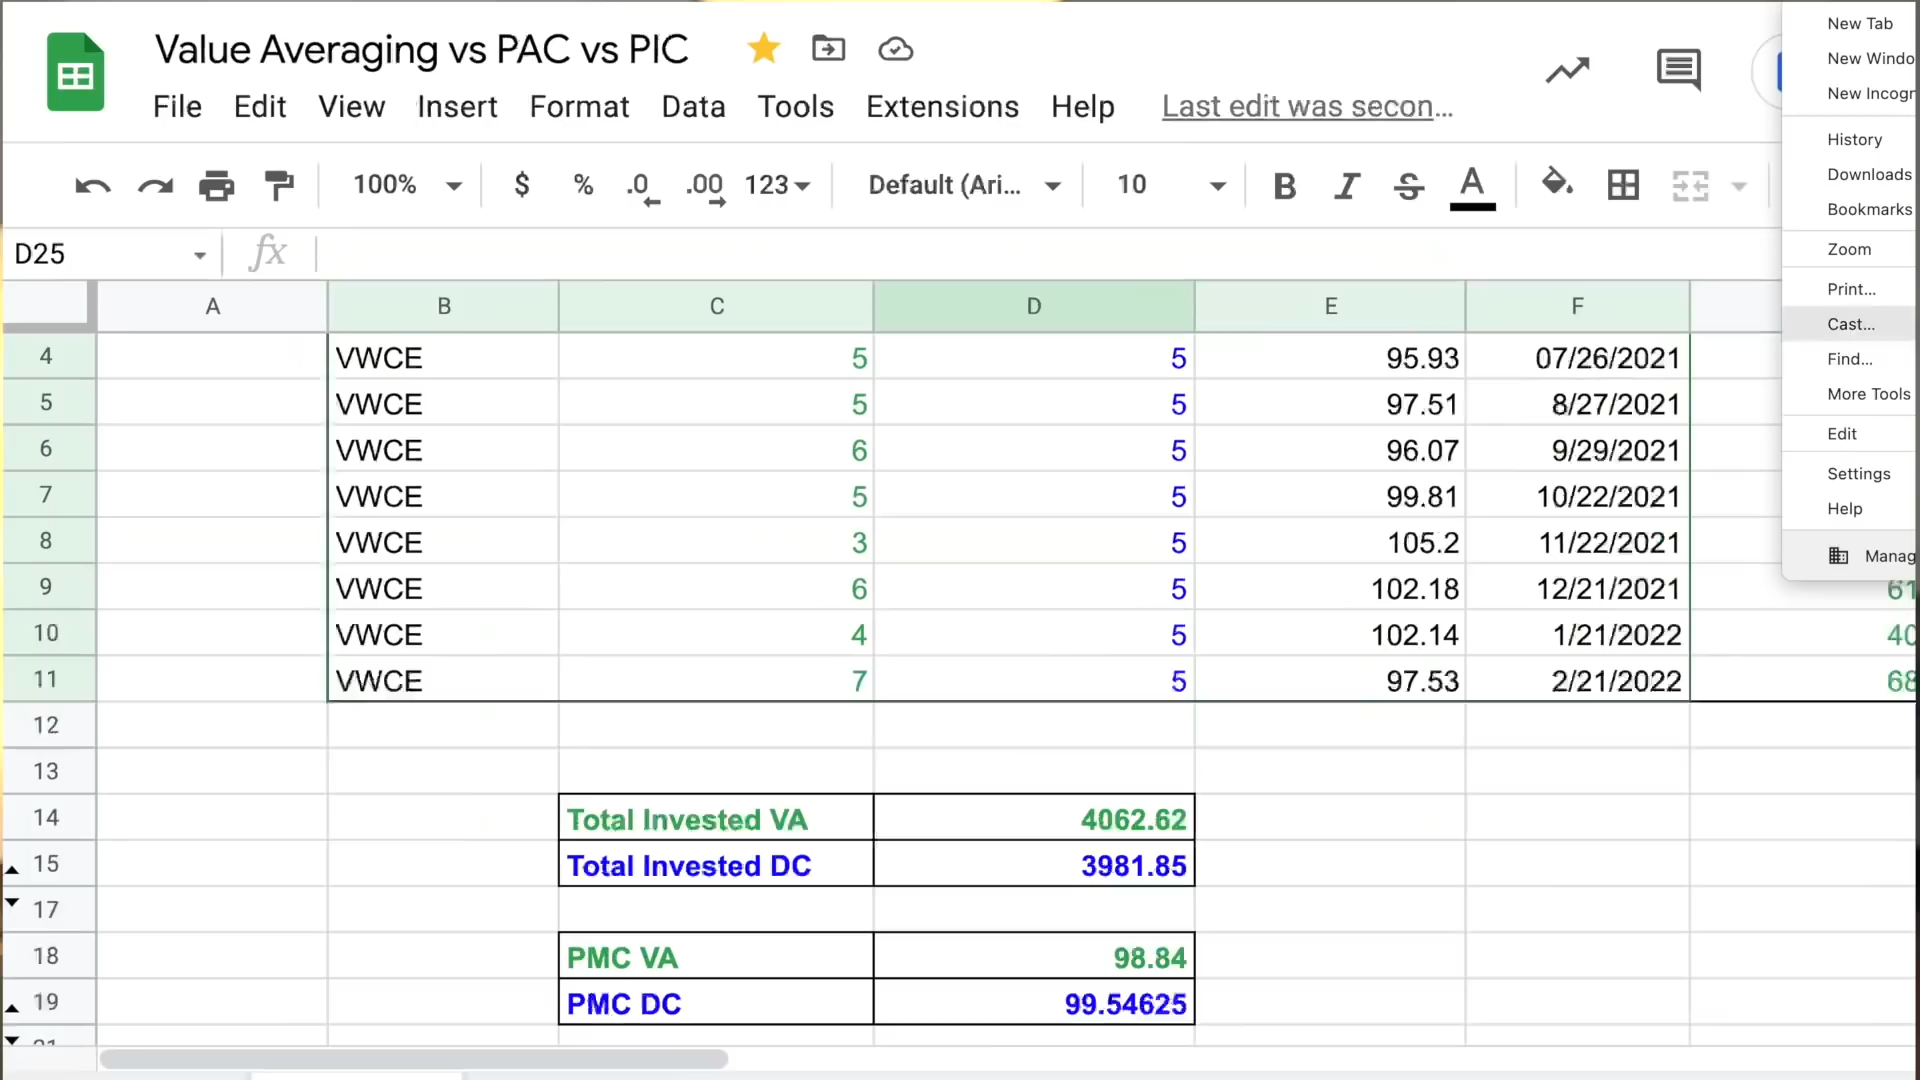 Value Averaging vs PAC vs PIC
File Edit View Insert Format Data Tools Extensions Help Last edit was secon...
100% $ % .0 .00 123 Default (Ari... 10 B I S A
D25 fx
A B C D E F
4 VWCE 5 5 95.93 07/26/2021
5 VWCE 5 5 97.51 8/27/2021
6 VWCE 6 5 96.07 9/29/2021
7 VWCE 5 5 99.81 10/22/2021
8 VWCE 3 5 105.2 11/22/2021
9 VWCE 6 5 102.18 12/21/2021 61
10 VWCE 4 5 102.14 1/21/2022 40
11 VWCE 7 5 97.53 2/21/2022 68
12
13
14 Total Invested VA 4062.62
15 Total Invested DC 3981.85
17
18 PMC VA 98.84
19 PMC DC 99.54625
New Tab
New Windo
New Incogn
History
Downloads
Bookmarks
Zoom
Print...
Cast...
Find...
More Tools
Edit
Settings
Help
Manag